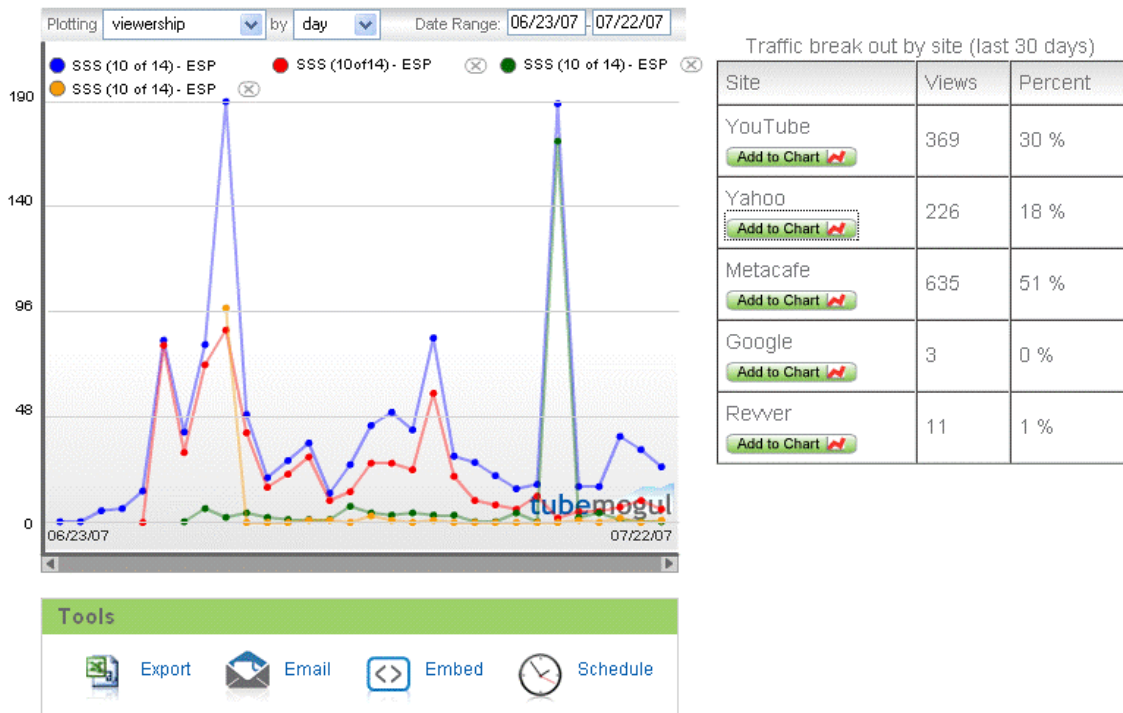 Plotting viewership by day Date Range: 06/23/07 - 07/22/07
SSS (10 of 14) - ESP
SSS (10of14) - ESP
SSS (10 of 14) - ESP
SSS (10 of 14) - ESP
190
140
96
48
0
tubemogul
06/23/07 07/22/07
Tools
Export Email Embed Schedule
Traffic break out by site (last 30 days)
Site Views Percent
YouTube
Add to Chart
369 30 %
Yahoo
Add to Chart
226 18 %
Metacafe
Add to Chart
635 51 %
Google
Add to Chart
3 0 %
Revver
Add to Chart
11 1 %